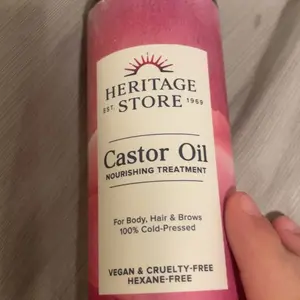 HERITAGE
STORE
EST. 1969
Castor Oil
NOURISHING TREATMENT
For Body, Hair & Brows
100% Cold-Pressed
VEGAN & CRUELTY-FREE
HEXANE-FREE